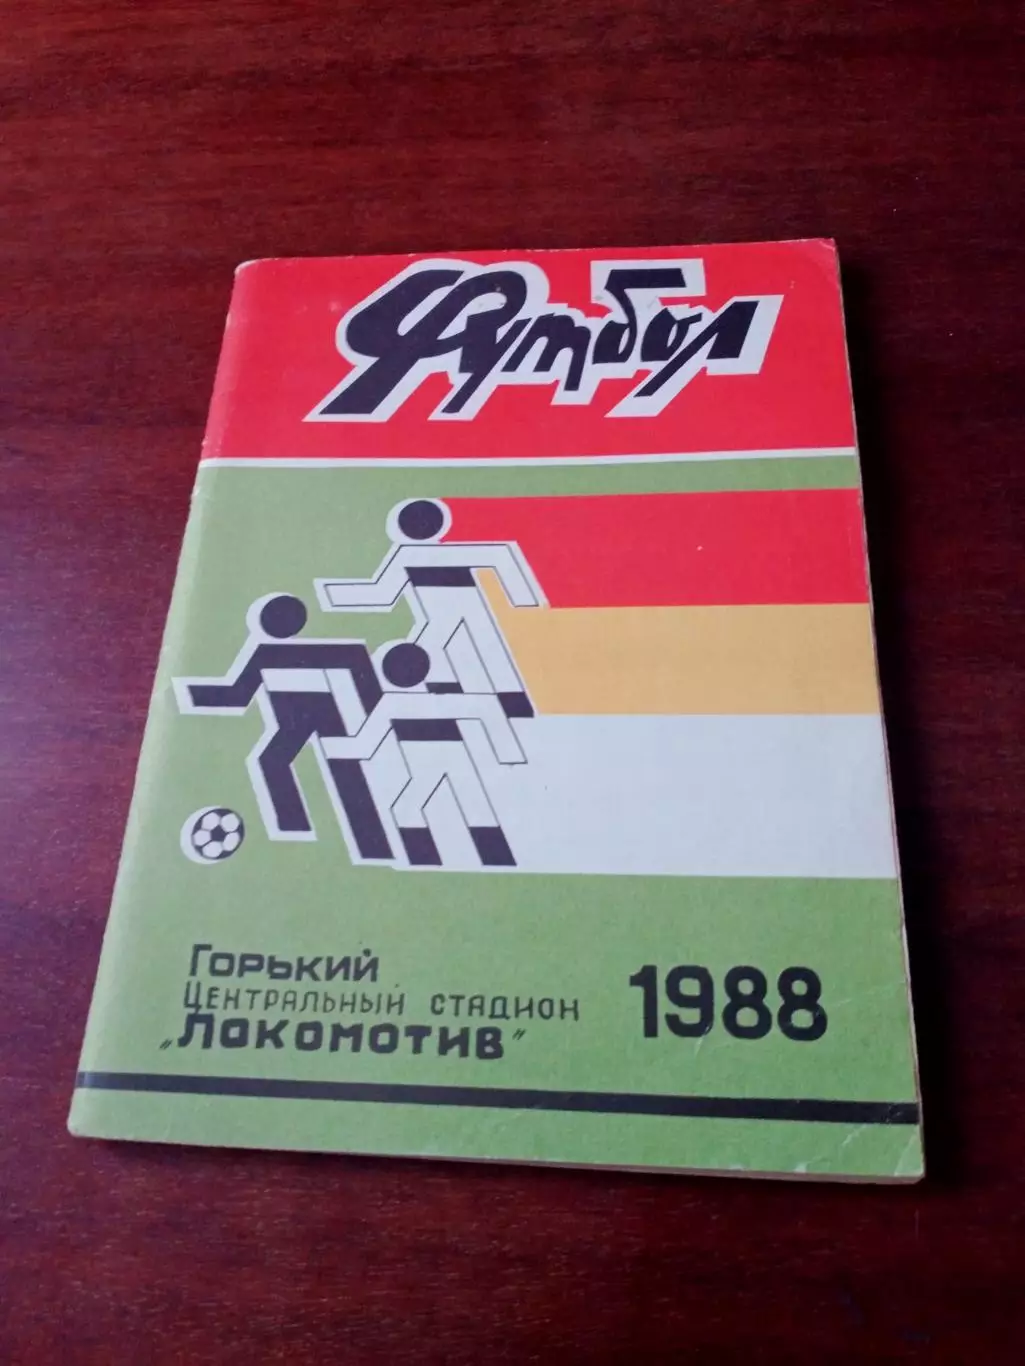 Футбол
Горький
Центральный стадион
„Локомотив"
1988